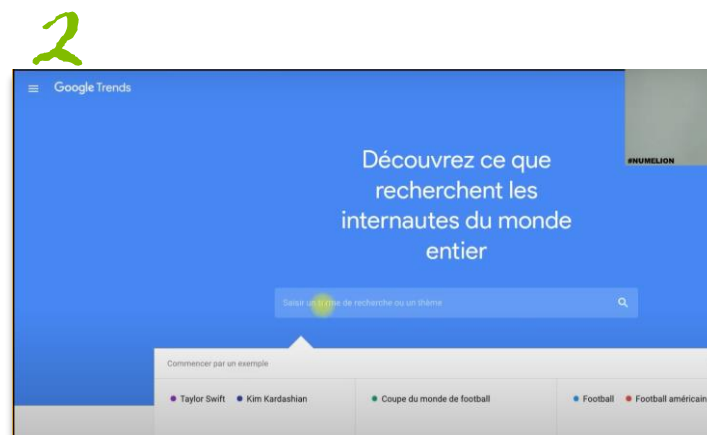 2
Google Trends
#NUMELION
Découvrez ce que
recherchent les
internautes du monde
entier
Saisir un terme de recherche ou un thème
Commencer par un exemple
Taylor Swift Kim Kardashian Coupe du monde de football Football Football américain